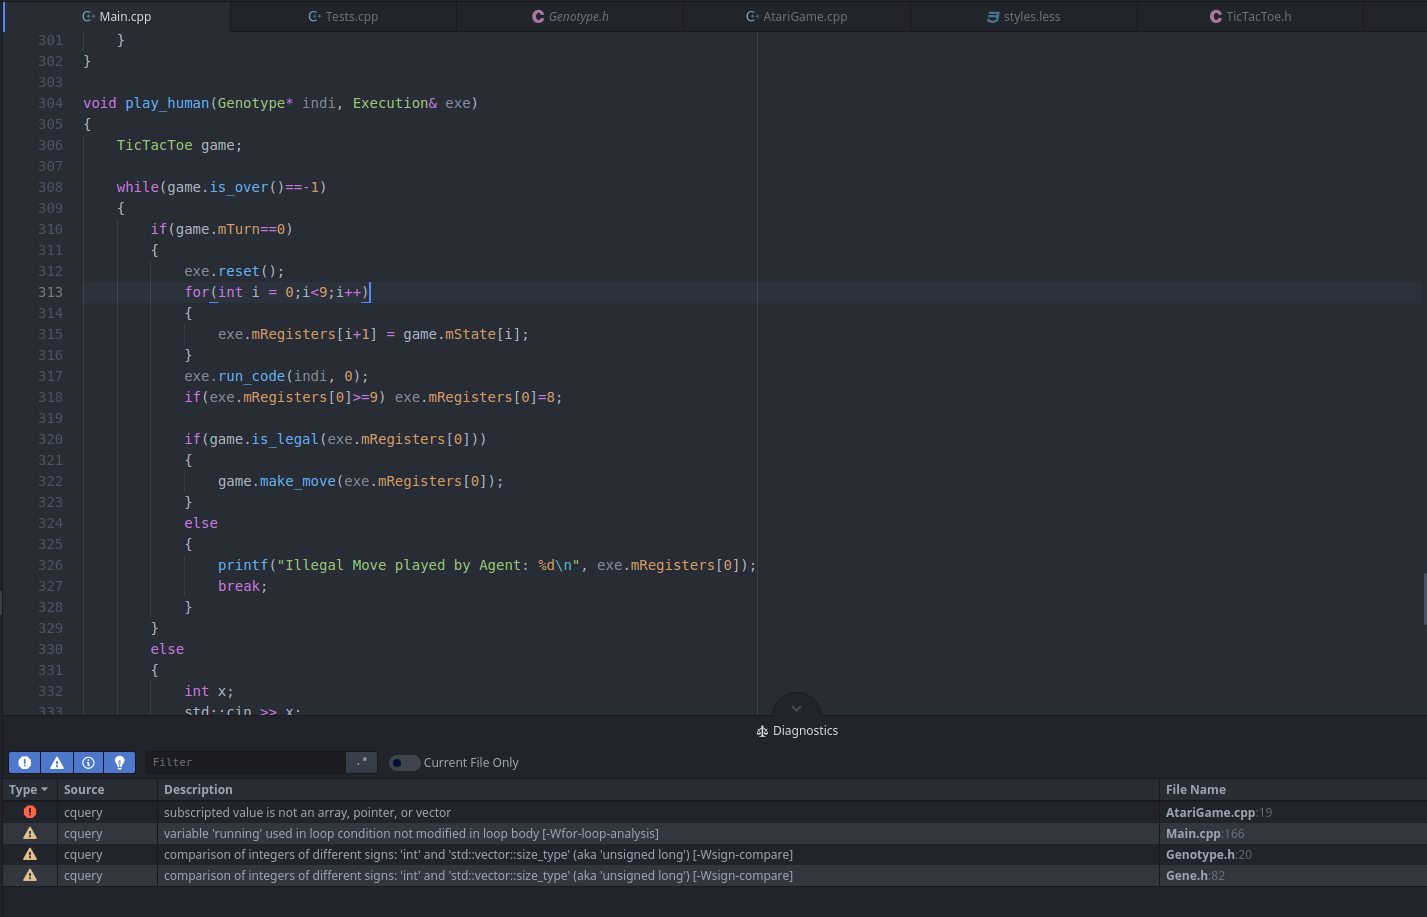 Main.cpp Tests.cpp Genotype.h AtariGame.cpp styles.less TicTacToe.h
301 }
302 }
303
304 void play_human(Genotype* indi, Execution& exe)
305 {
306 TicTacToe game;
307
308 while(game.is_over()==-1)
309 {
310 if(game.mTurn==0)
311 {
312 exe.reset();
313 for(int i = 0;i<9;i++)
314 {
315 exe.mRegisters[i+1] = game.mState[i];
316 }
317 exe.run_code(indi, 0);
318 if(exe.mRegisters[0]>=9) exe.mRegisters[0]=8;
319
320 if(game.is_legal(exe.mRegisters[0]))
321 {
322 game.make_move(exe.mRegisters[0]);
323 }
324 else
325 {
326 printf("Illegal Move played by Agent: %d\n", exe.mRegisters[0]);
327 break;
328 }
329 }
330 else
331 {
332 int x;
333 std::cin >> x;
Diagnostics
Filter .* Current File Only
Type Source Description File Name
cquery subscripted value is not an array, pointer, or vector AtariGame.cpp:19
cquery variable 'running' used in loop condition not modified in loop body [-Wfor-loop-analysis] Main.cpp:166
cquery comparison of integers of different signs: 'int' and 'std::vector::size_type' (aka 'unsigned long') [-Wsign-compare] Genotype.h:20
cquery comparison of integers of different signs: 'int' and 'std::vector::size_type' (aka 'unsigned long') [-Wsign-compare] Gene.h:82